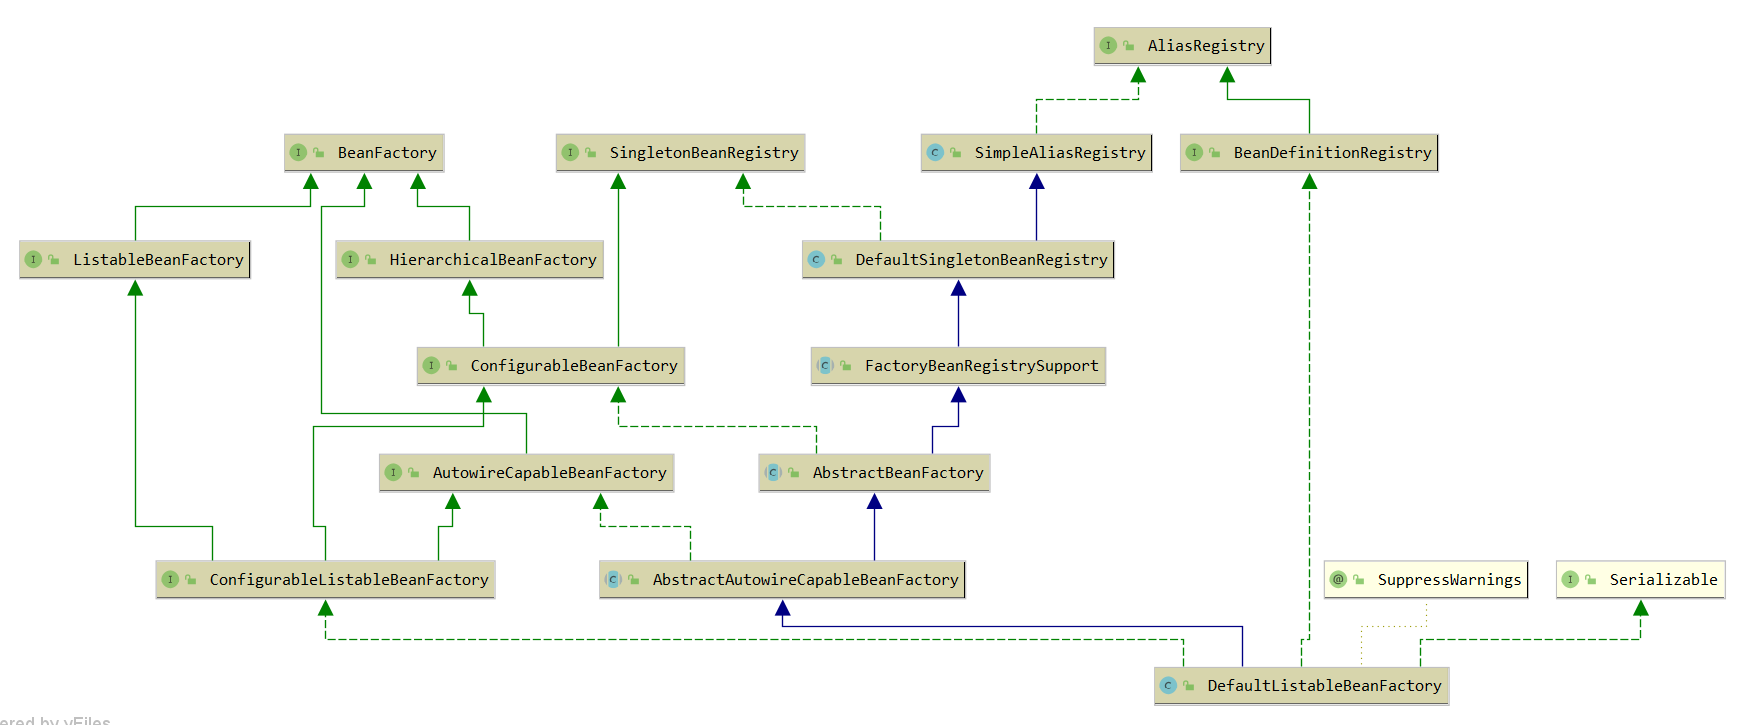 AliasRegistry
BeanFactory
SingletonBeanRegistry
SimpleAliasRegistry
BeanDefinitionRegistry
ListableBeanFactory
HierarchicalBeanFactory
DefaultSingletonBeanRegistry
ConfigurableBeanFactory
FactoryBeanRegistrySupport
AutowireCapableBeanFactory
AbstractBeanFactory
ConfigurableListableBeanFactory
AbstractAutowireCapableBeanFactory
SuppressWarnings
Serializable
DefaultListableBeanFactory
ered by yFiles